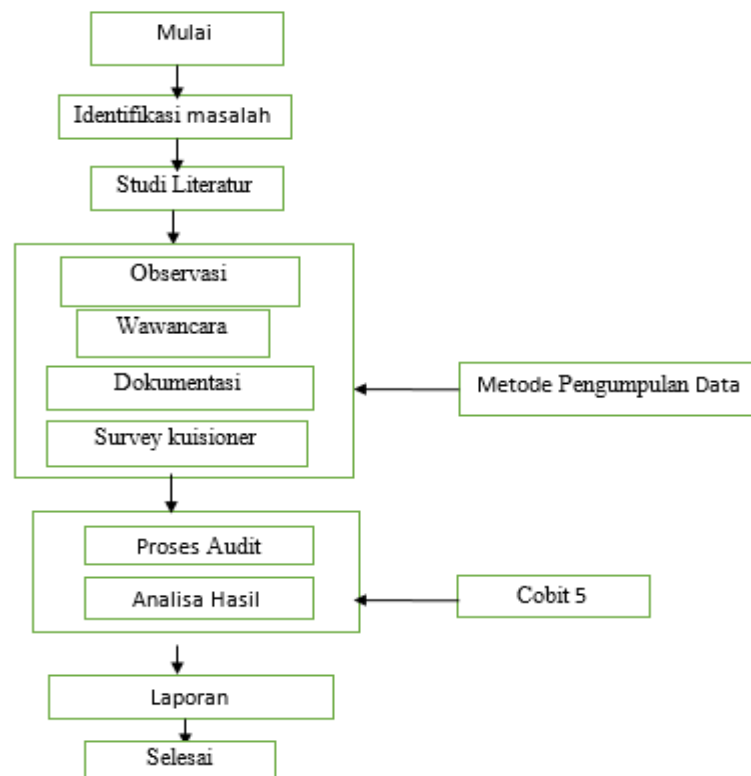 Mulai
Identifikasi masalah
Studi Literatur
Observasi
Wawancara
Dokumentasi
Survey kuisioner
Metode Pengumpulan Data
Proses Audit
Analisa Hasil
Cobit 5
Laporan
Selesai